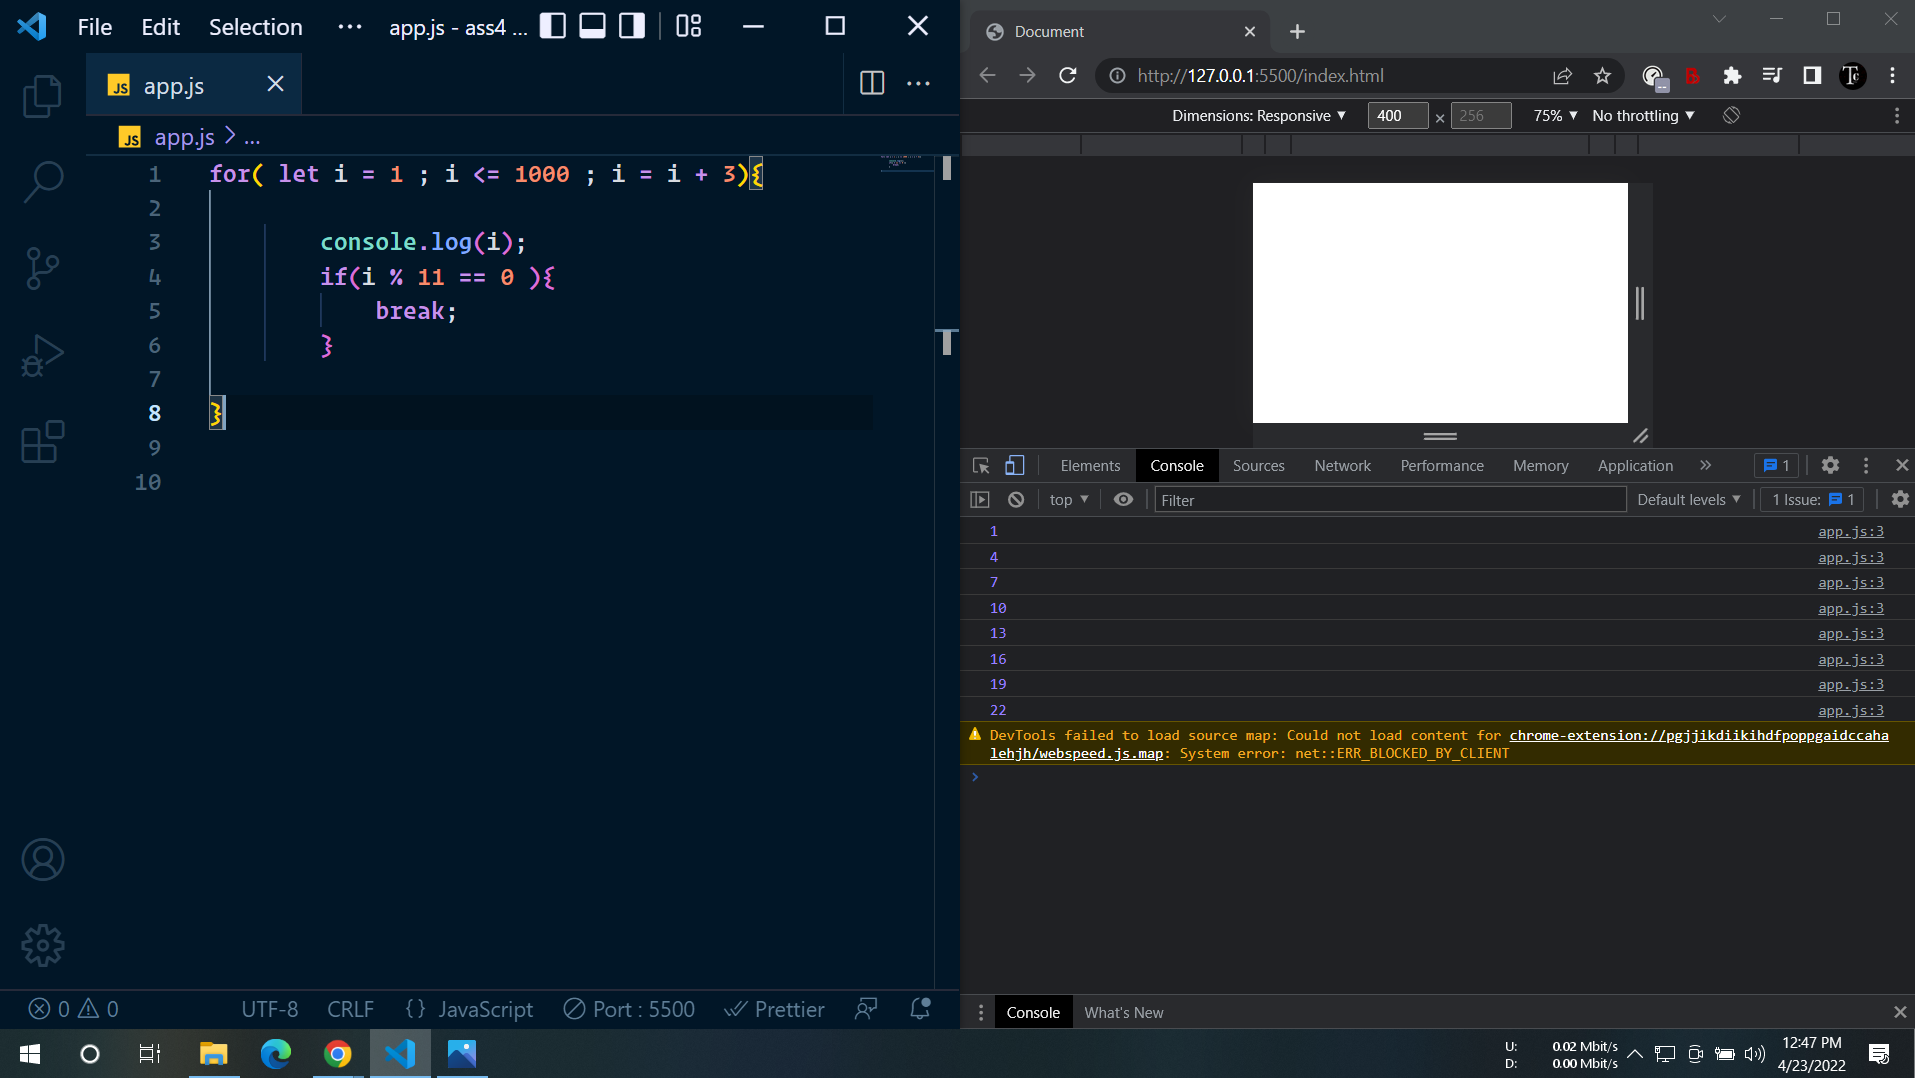 File Edit Selection ··· app.js - ass4 ...
JS app.js
JS app.js > ...
1 for( let i = 1 ; i <= 1000 ; i = i + 3){
2
3 console.log(i);
4 if(i % 11 == 0 ){
5 break;
6 }
7
8 }
9
10
0 0 UTF-8 CRLF {} JavaScript Port : 5500 Prettier
Document
http://127.0.0.1:5500/index.html
Dimensions: Responsive ▼ 400 × 256 75% ▼ No throttling ▼
Elements Console Sources Network Performance Memory Application » 1
top ▼ Filter Default levels ▼ 1 Issue: 1
1 app.js:3
4 app.js:3
7 app.js:3
10 app.js:3
13 app.js:3
16 app.js:3
19 app.js:3
22 app.js:3
DevTools failed to load source map: Could not load content for chrome-extension://pgjjikdiikihdfpoppgaidccaha
lehjh/webspeed.js.map: System error: net::ERR_BLOCKED_BY_CLIENT
>
Console What's New
U: 0.02 Mbit/s
D: 0.00 Mbit/s
12:47 PM
4/23/2022